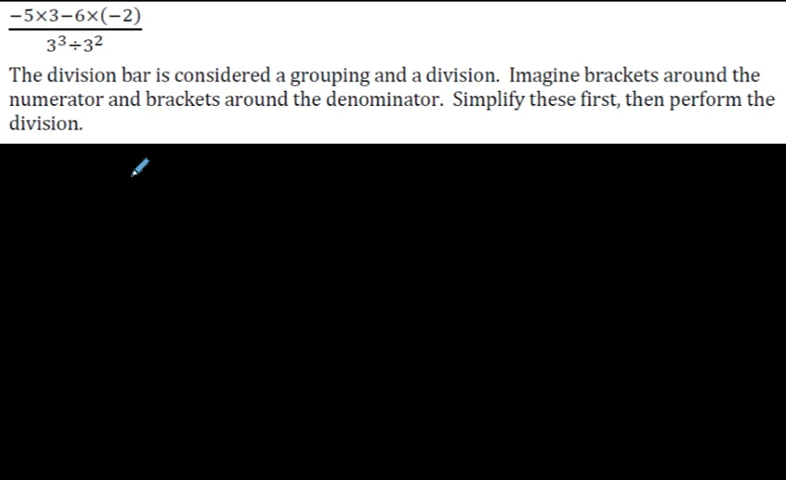 −5×3−6×(−2)
3³÷3²
The division bar is considered a grouping and a division. Imagine brackets around the
numerator and brackets around the denominator. Simplify these first, then perform the
division.